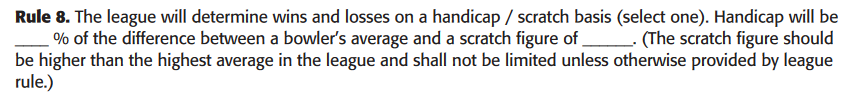 Rule 8. The league will determine wins and losses on a handicap / scratch basis (select one). Handicap will be
____ % of the difference between a bowler's average and a scratch figure of ______. (The scratch figure should
be higher than the highest average in the league and shall not be limited unless otherwise provided by league
rule.)